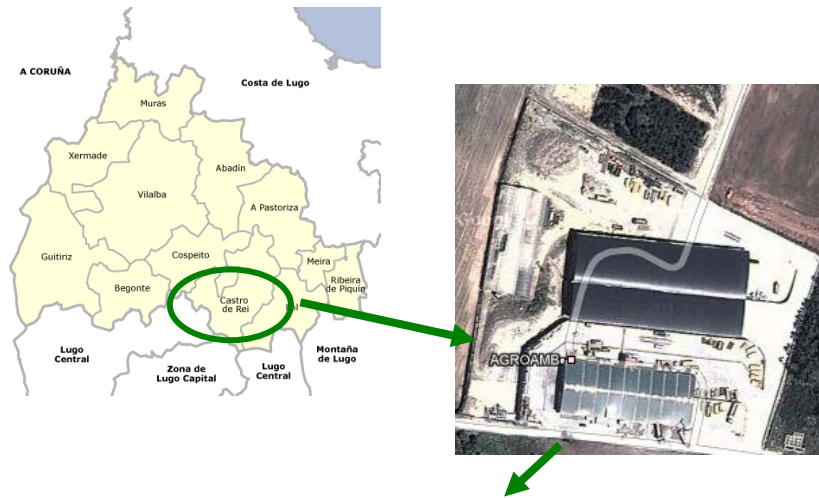 A CORUÑA
Costa de Lugo
Muras
Xermade
Abadín
Vilalba
A Pastoriza
Guitiriz
Cospeito
Meira
Begonte
Castro
de Rei
Ribeira
de Piquín
Lugo
Central
Zona de
Lugo Capital
Lugo
Central
Montaña
de Lugo
AGROAMB